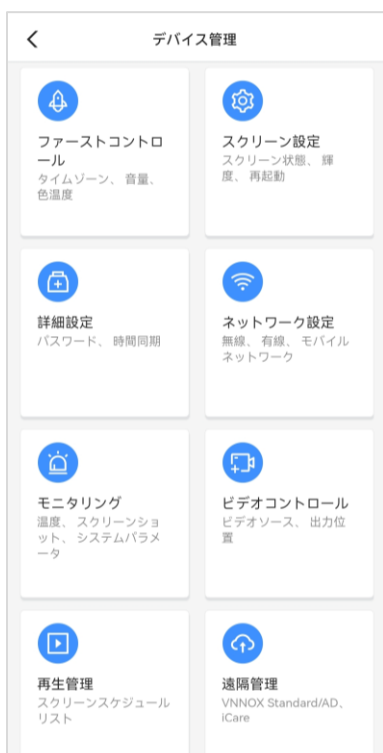 デバイス管理
ファーストコントロ
ール
タイムゾーン、 音量、
色温度
スクリーン設定
スクリーン状態、 輝
度、 再起動
詳細設定
パスワード、 時間同期
ネットワーク設定
無線、 有線、 モバイル
ネットワーク
モニタリング
温度、 スクリーンショ
ット、 システムパラメ
ータ
ビデオコントロール
ビデオソース、 出力位
置
再生管理
スクリーンスケジュール
リスト
遠隔管理
VNNOX Standard/AD、
iCare